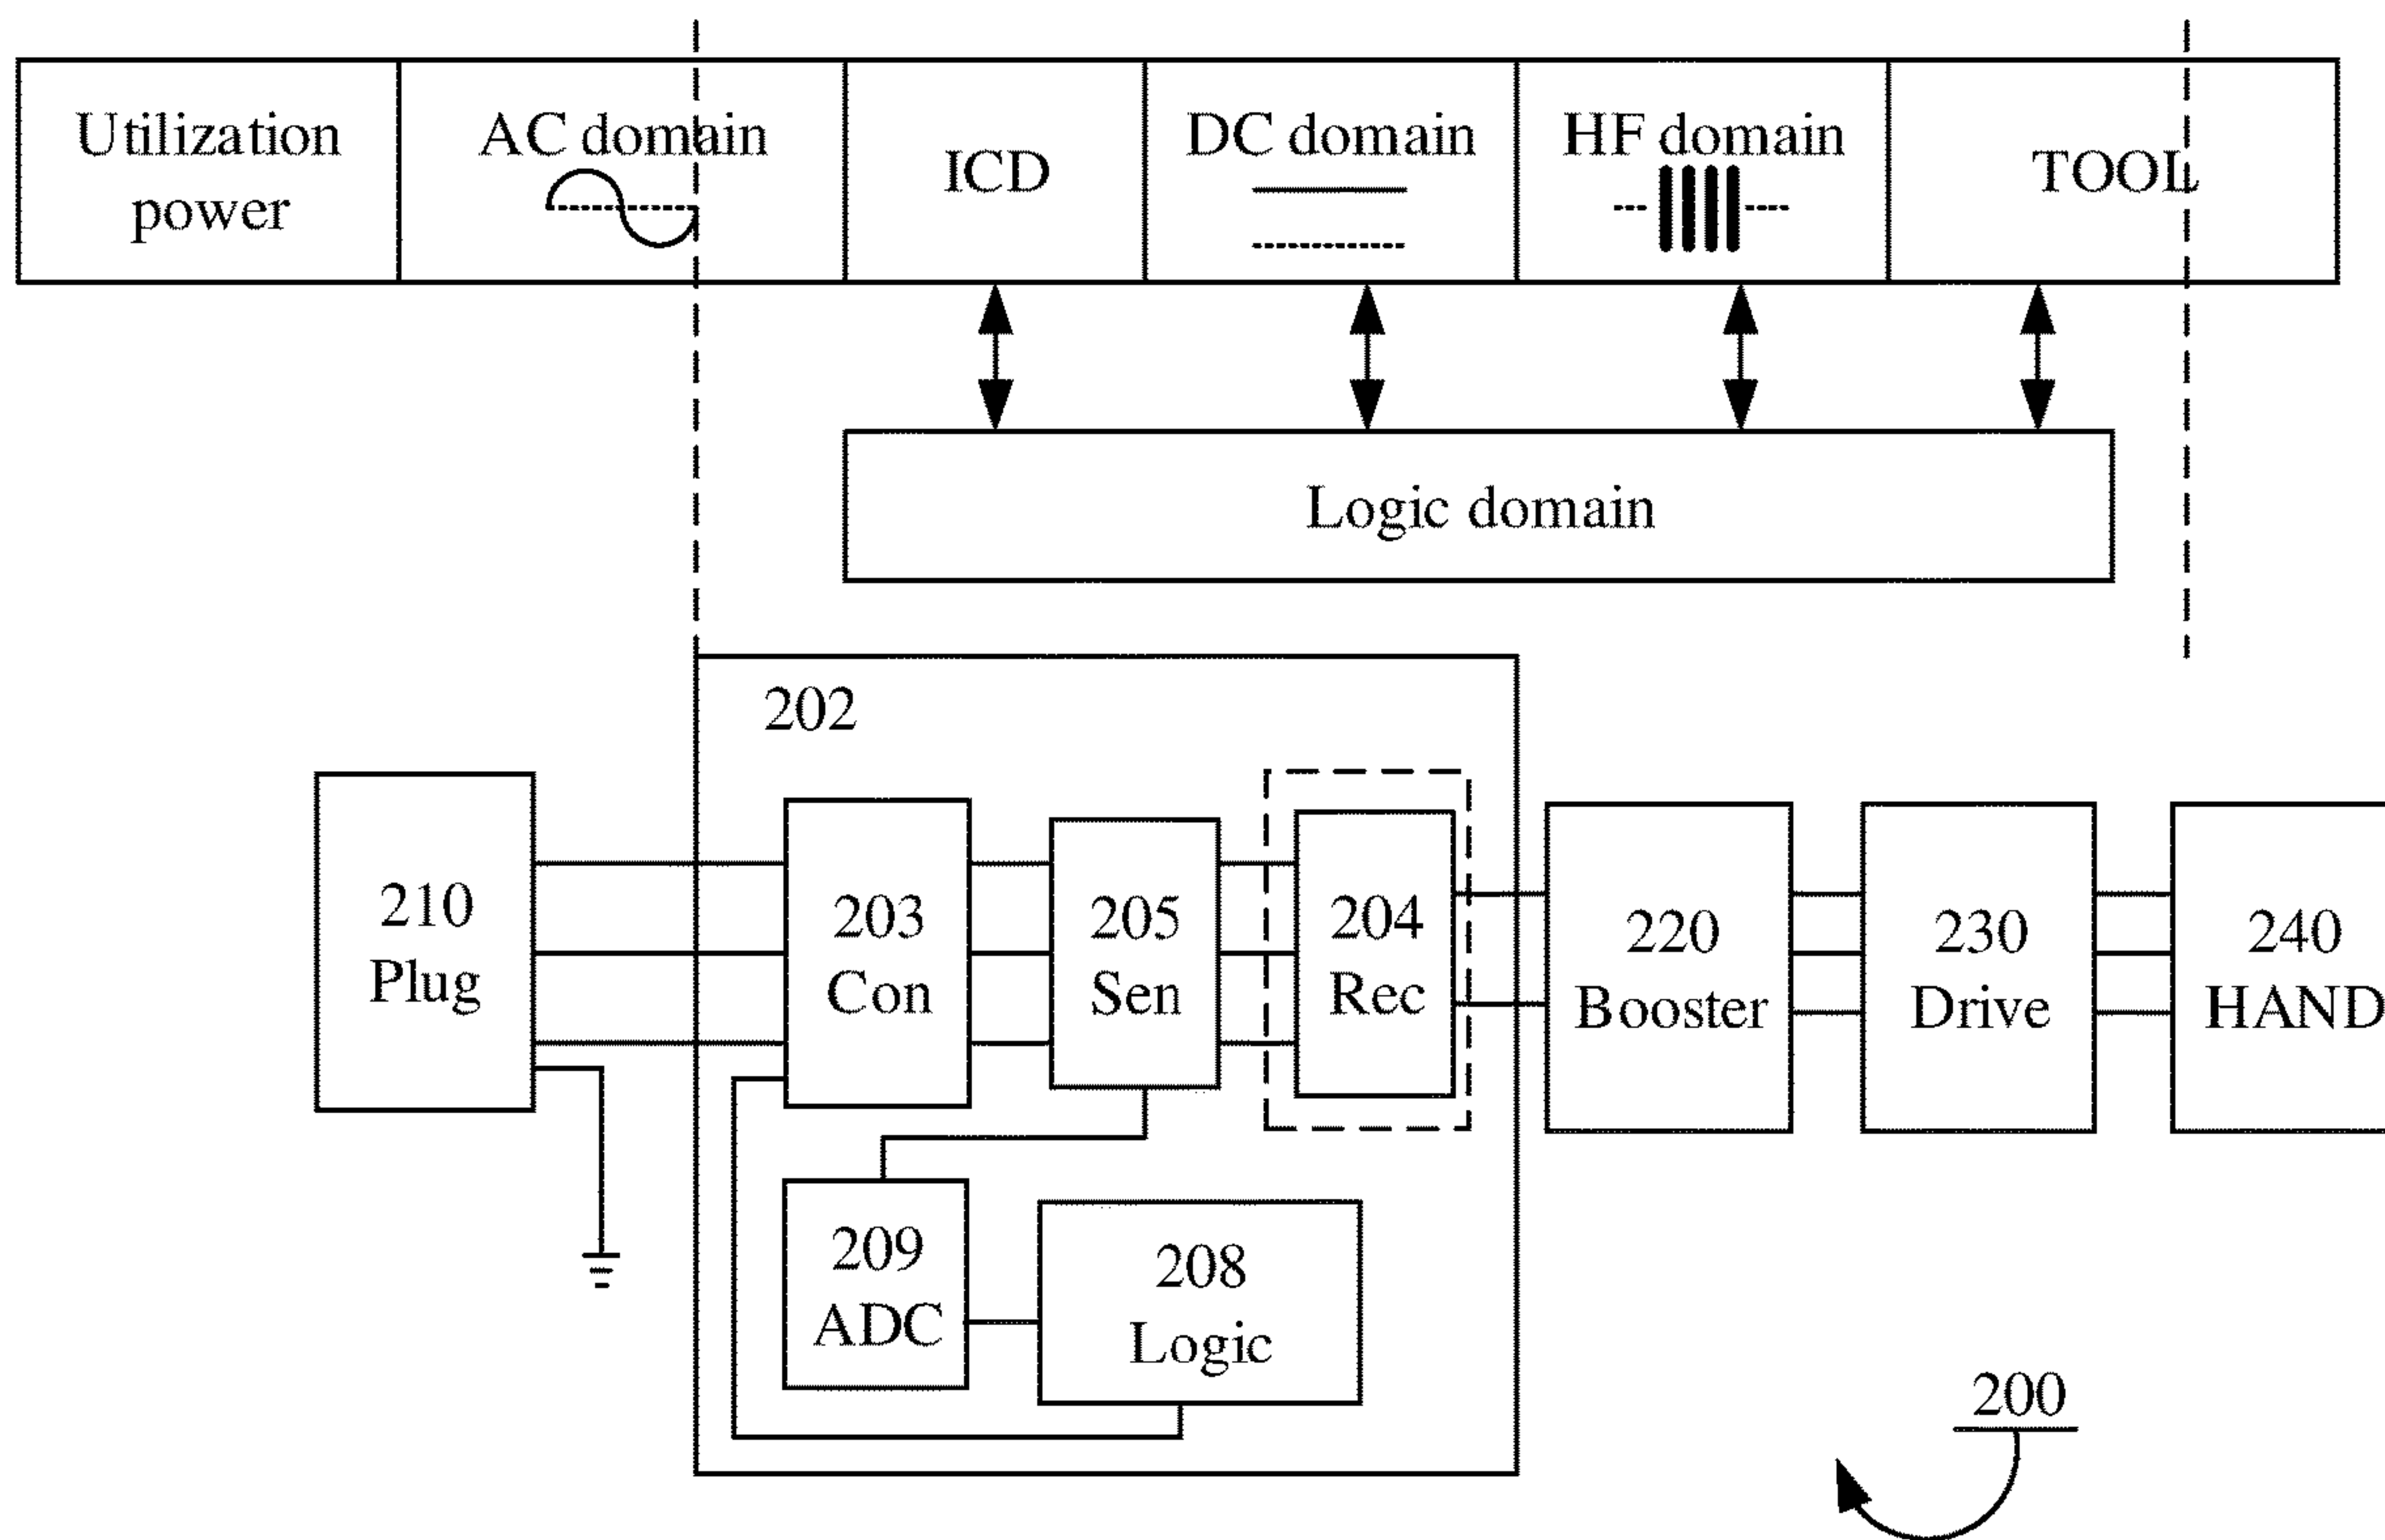 Utilization
power
AC domain
ICD
DC domain
HF domain
TOOL
Logic domain
202
210
Plug
203
Con
205
Sen
204
Rec
220
Booster
230
Drive
240
HAND
209
ADC
208
Logic
200